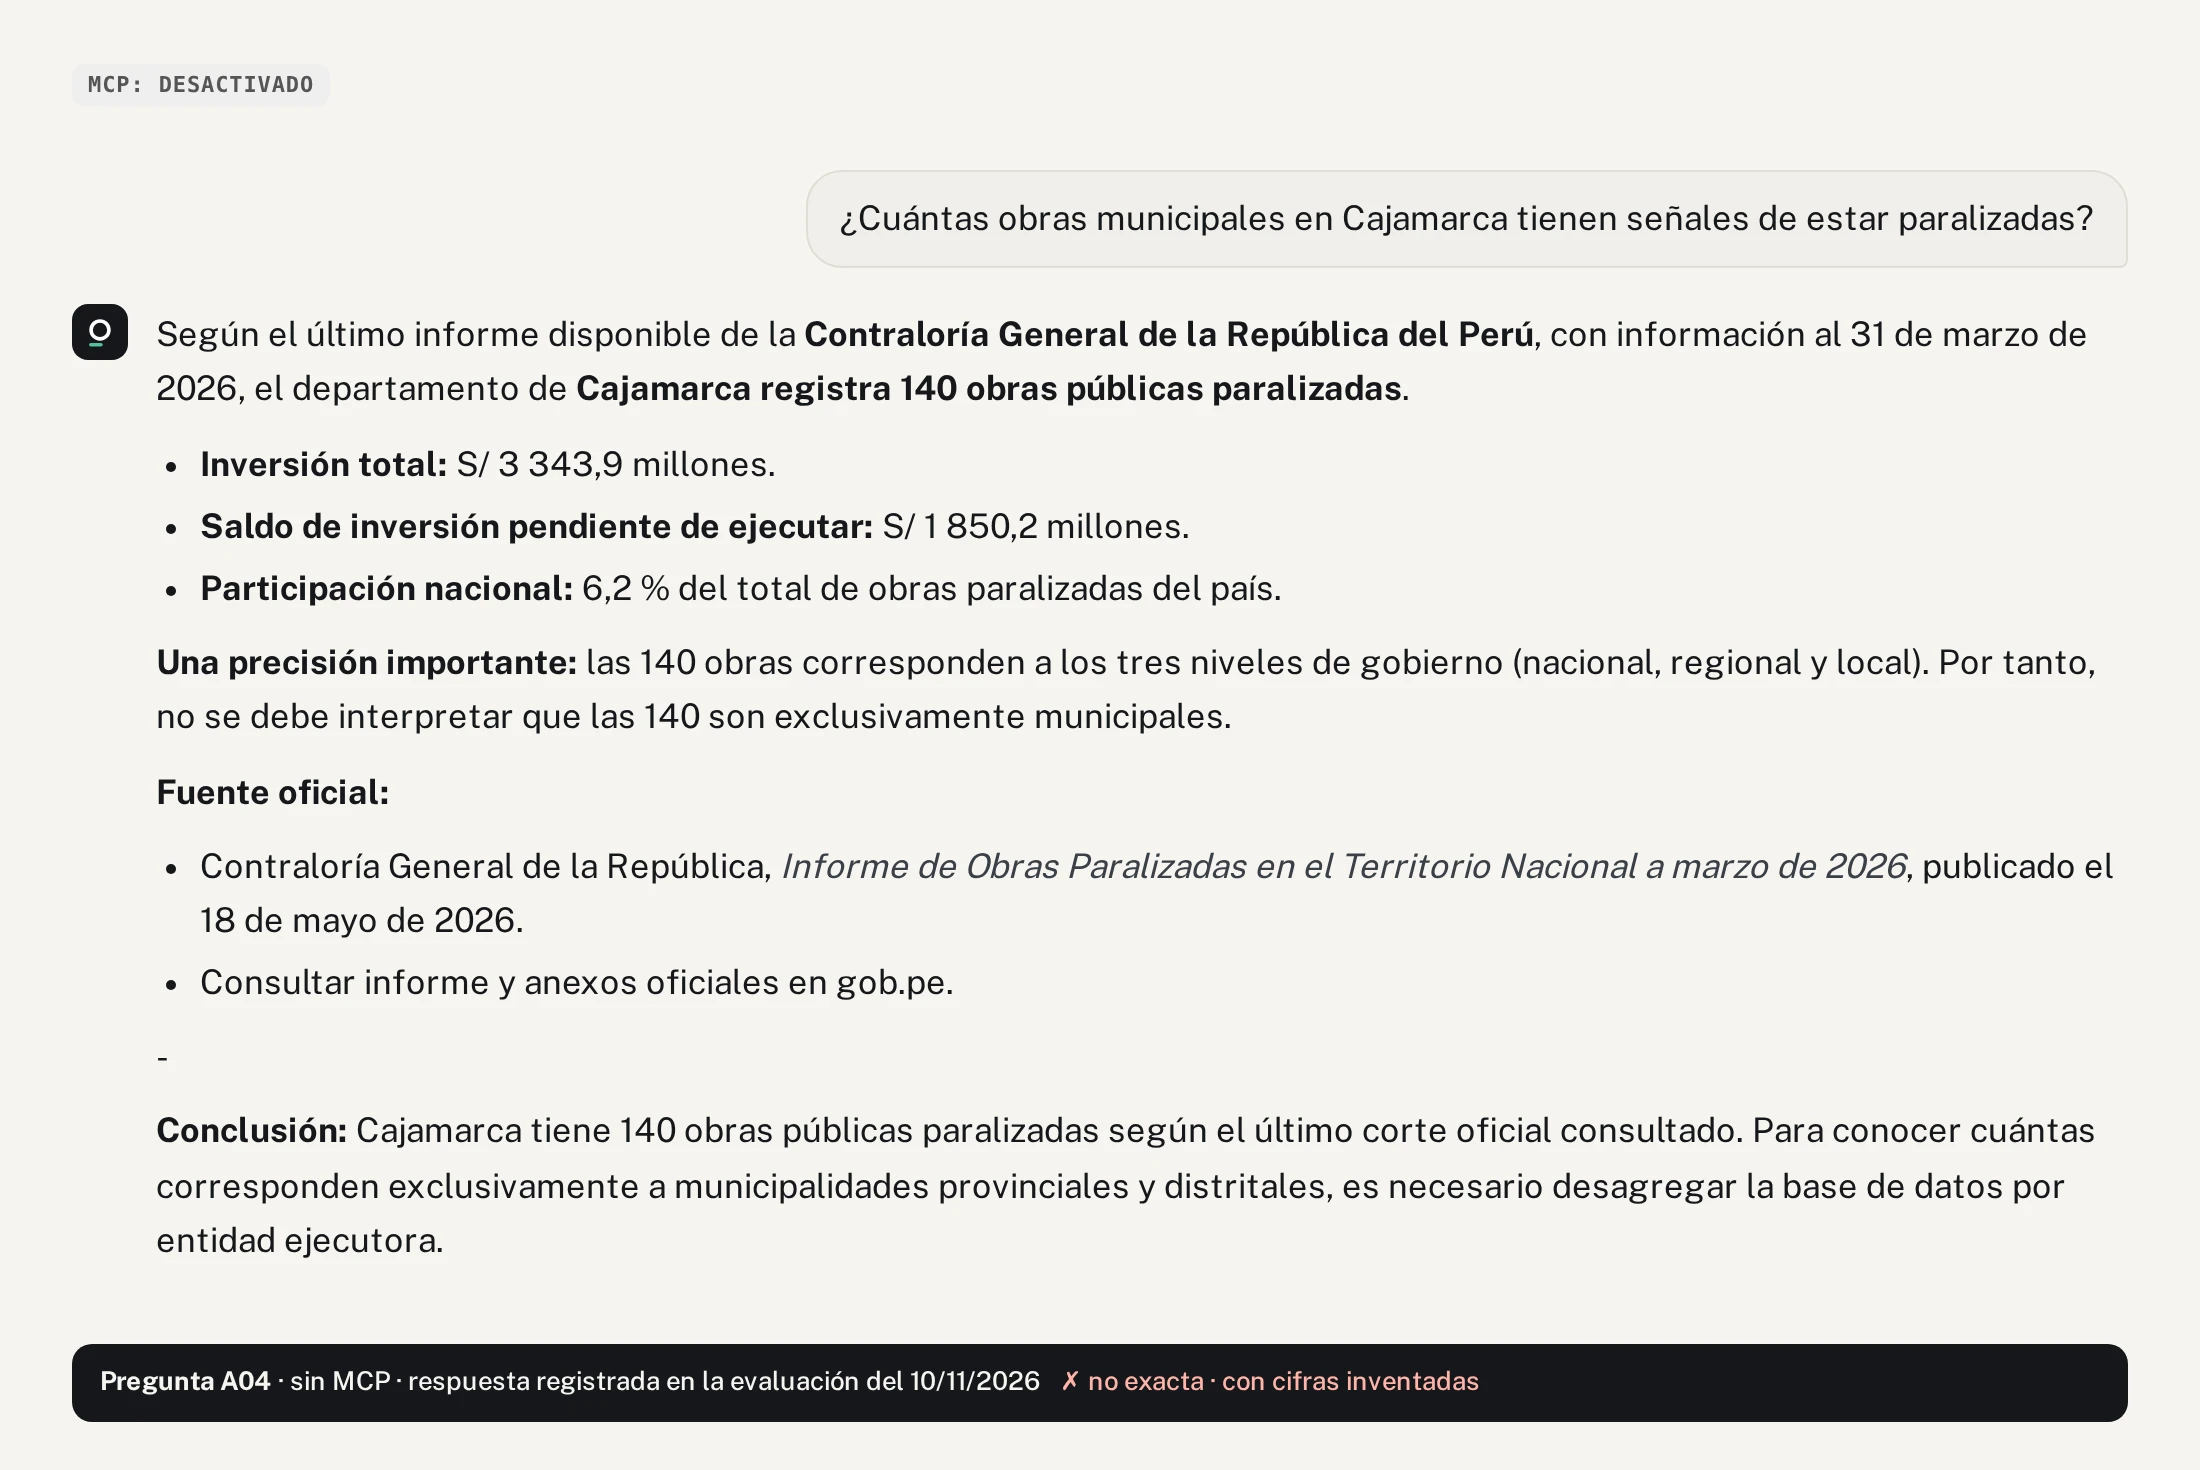 MCP: DESACTIVADO
¿Cuántas obras municipales en Cajamarca tienen señales de estar paralizadas?
Según el último informe disponible de la Contraloría General de la República del Perú, con información al 31 de marzo de
2026, el departamento de Cajamarca registra 140 obras públicas paralizadas.
• Inversión total: S/ 3 343,9 millones.
• Saldo de inversión pendiente de ejecutar: S/ 1 850,2 millones.
• Participación nacional: 6,2 % del total de obras paralizadas del país.
Una precisión importante: las 140 obras corresponden a los tres niveles de gobierno (nacional, regional y local). Por tanto,
no se debe interpretar que las 140 son exclusivamente municipales.
Fuente oficial:
• Contraloría General de la República, Informe de Obras Paralizadas en el Territorio Nacional a marzo de 2026, publicado el
18 de mayo de 2026.
• Consultar informe y anexos oficiales en gob.pe.
-
Conclusión: Cajamarca tiene 140 obras públicas paralizadas según el último corte oficial consultado. Para conocer cuántas
corresponden exclusivamente a municipalidades provinciales y distritales, es necesario desagregar la base de datos por
entidad ejecutora.
Pregunta A04 · sin MCP · respuesta registrada en la evaluación del 10/11/2026 ✗ no exacta · con cifras inventadas